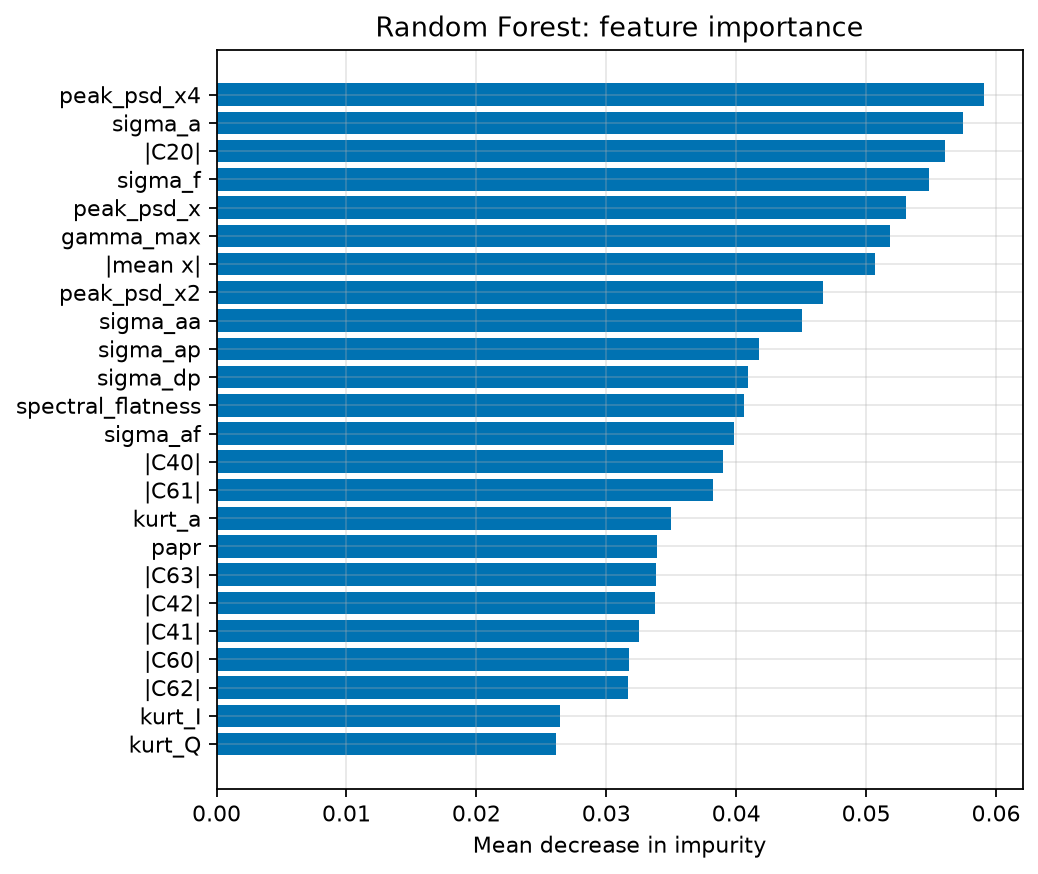 Random Forest: feature importance
peak_psd_x4
sigma_a
|C20|
sigma_f
peak_psd_x
gamma_max
|mean x|
peak_psd_x2
sigma_aa
sigma_ap
sigma_dp
spectral_flatness
sigma_af
|C40|
|C61|
kurt_a
papr
|C63|
|C42|
|C41|
|C60|
|C62|
kurt_I
kurt_Q
0.00 0.01 0.02 0.03 0.04 0.05 0.06
Mean decrease in impurity